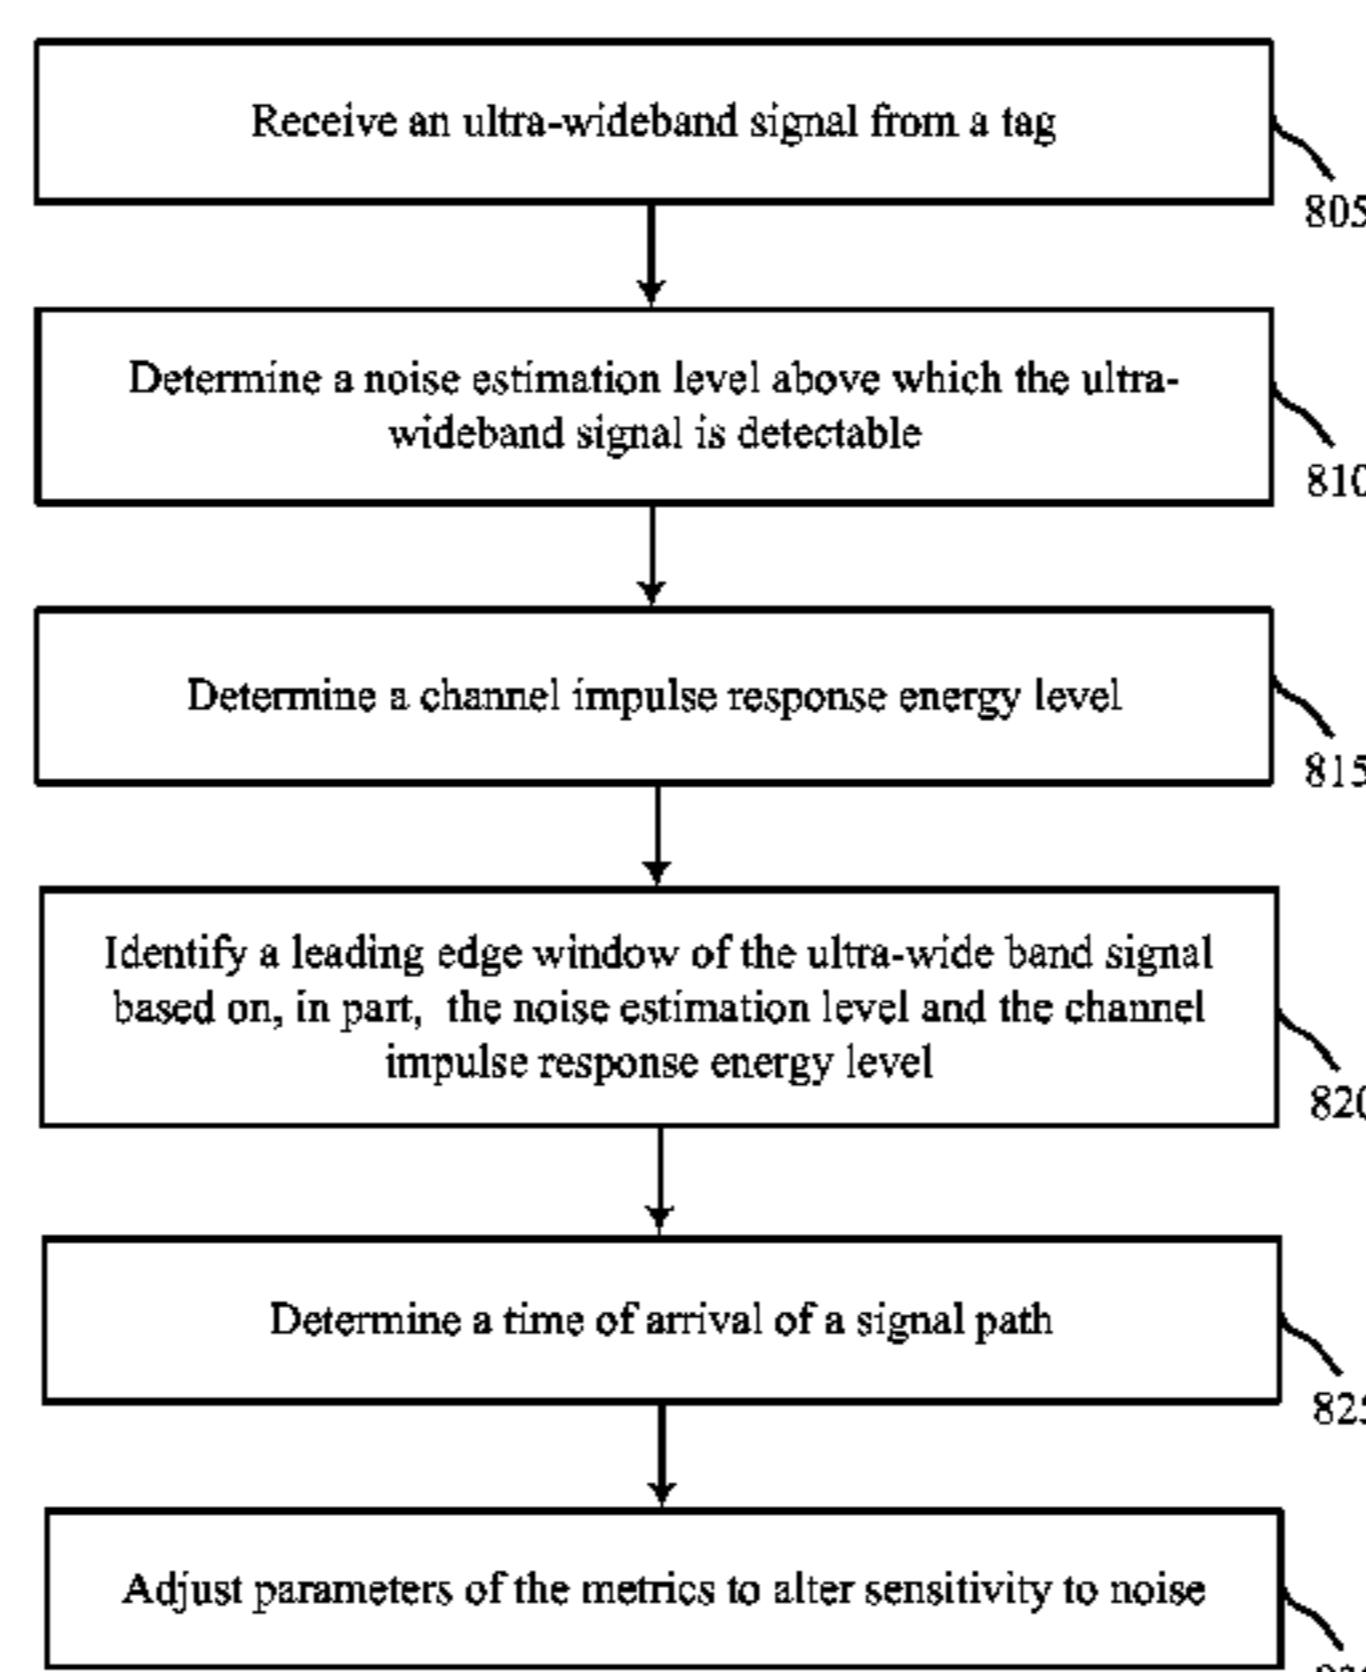 Receive an ultra-wideband signal from a tag
805
Determine a noise estimation level above which the ultra-
wideband signal is detectable
810
Determine a channel impulse response energy level
815
Identify a leading edge window of the ultra-wide band signal
based on, in part, the noise estimation level and the channel
impulse response energy level
820
Determine a time of arrival of a signal path
825
Adjust parameters of the metrics to alter sensitivity to noise